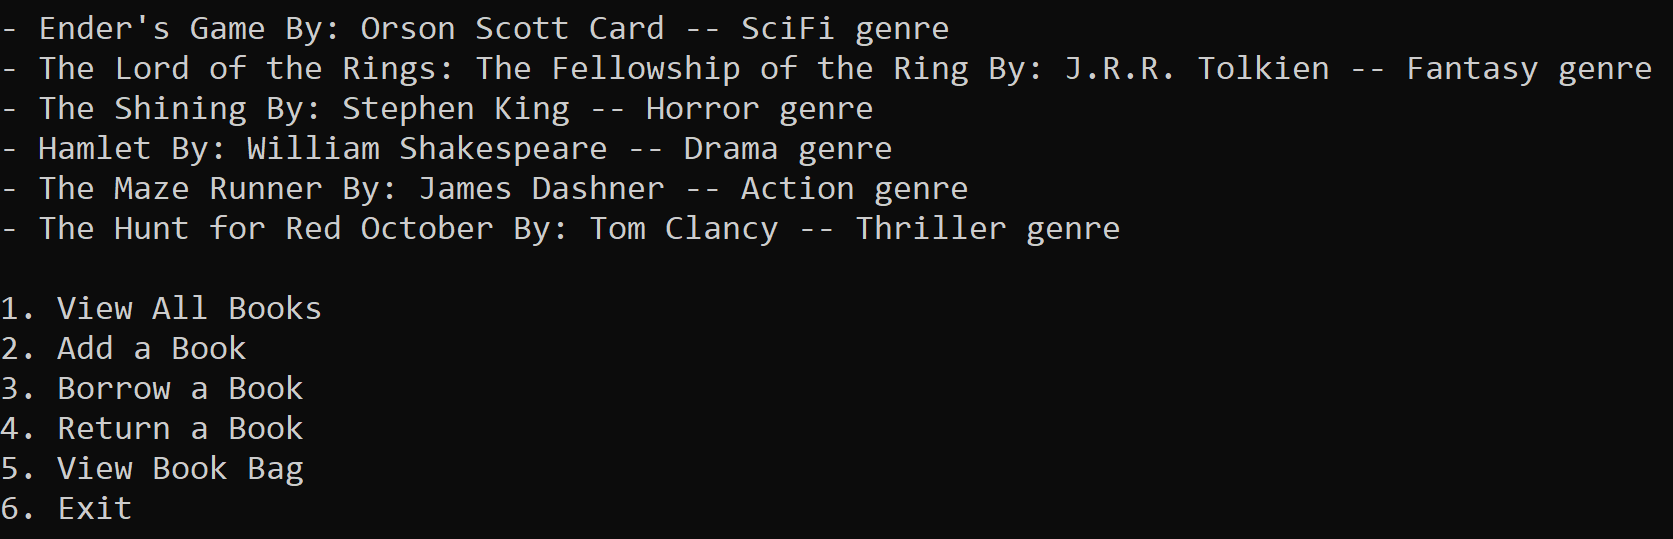 - Ender's Game By: Orson Scott Card -- SciFi genre
- The Lord of the Rings: The Fellowship of the Ring By: J.R.R. Tolkien -- Fantasy genre
- The Shining By: Stephen King -- Horror genre
- Hamlet By: William Shakespeare -- Drama genre
- The Maze Runner By: James Dashner -- Action genre
- The Hunt for Red October By: Tom Clancy -- Thriller genre
1. View All Books
2. Add a Book
3. Borrow a Book
4. Return a Book
5. View Book Bag
6. Exit